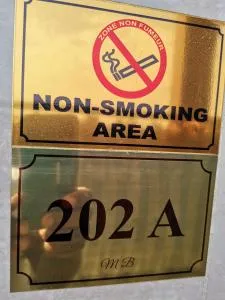 ZONE NON FUMEUR
NON-SMOKING
AREA
202 A
MB